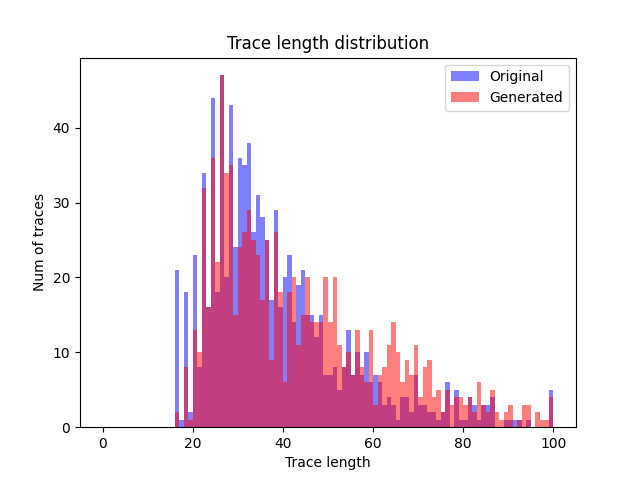 Trace length distribution
Original
Generated
Num of traces
40
30
20
10
0
0 20 40 60 80 100
Trace length